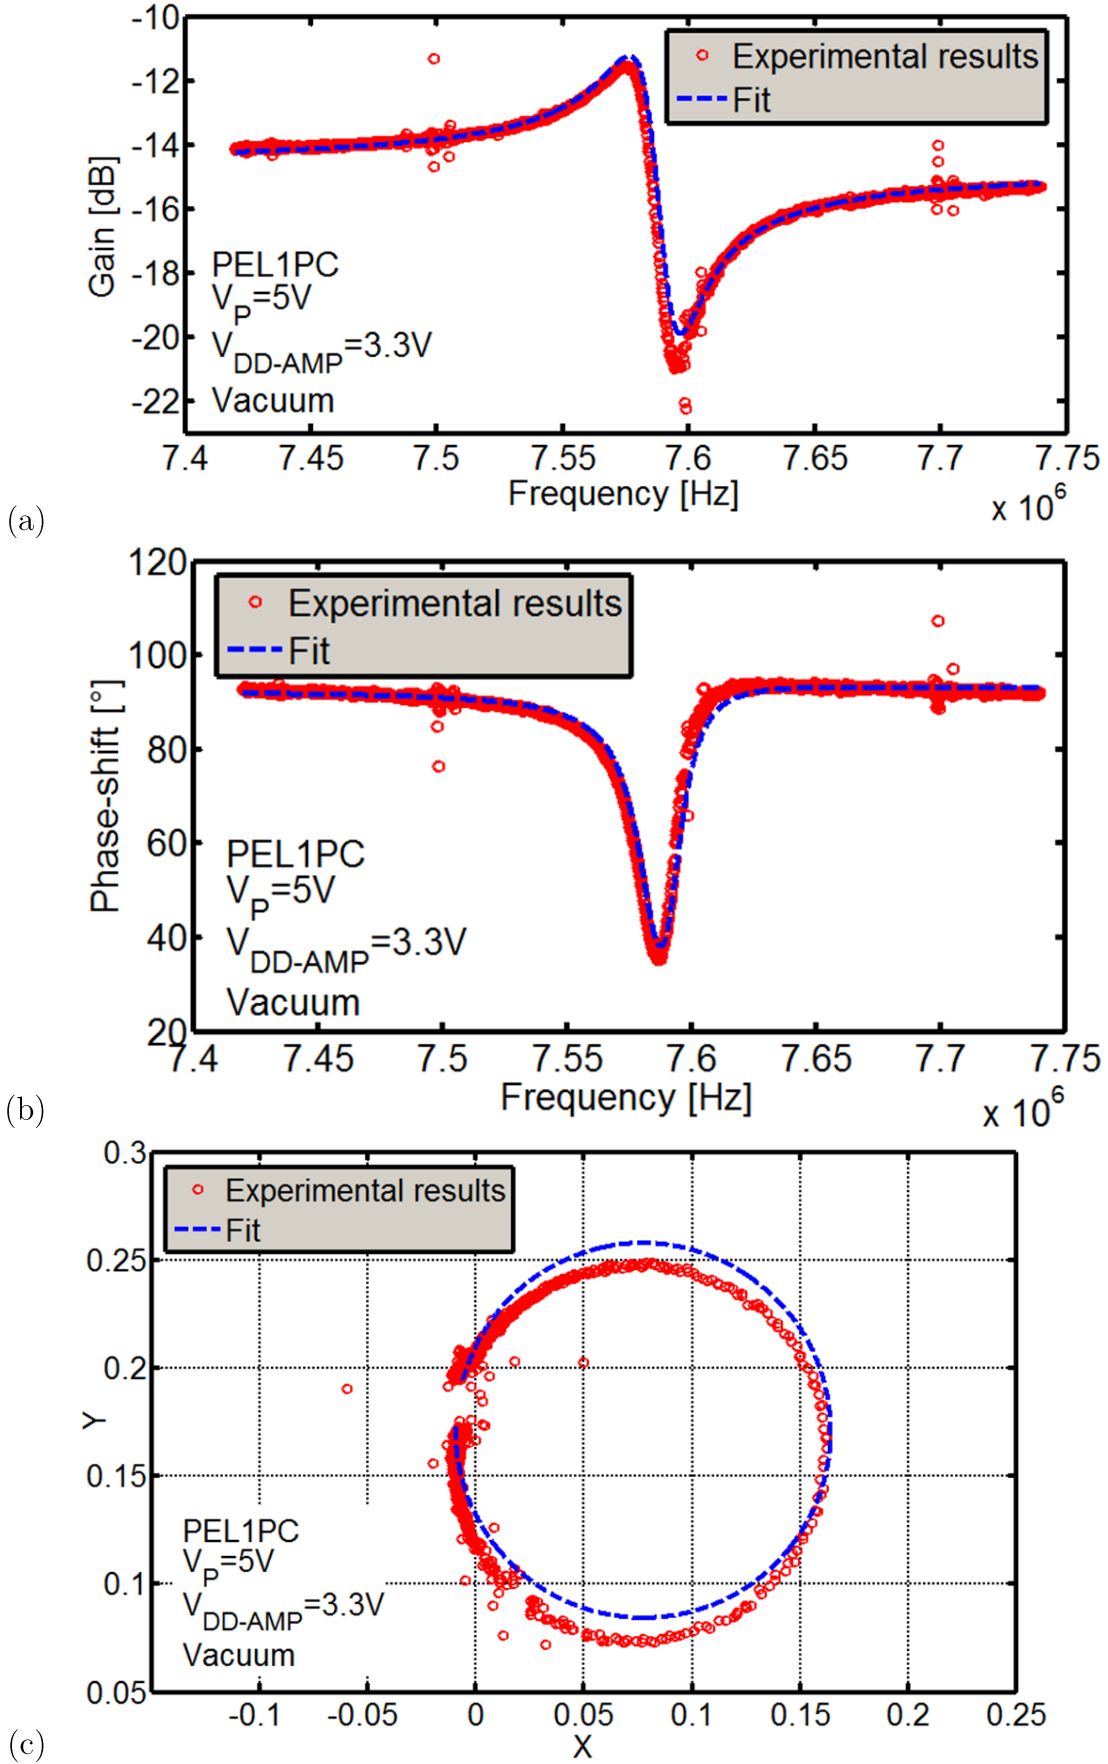 -10
-12
-14
-16
-18
-20
-22
Gain [dB]
Experimental results
Fit
PEL1PC
VP=5V
VDD-AMP=3.3V
Vacuum
7.4 7.45 7.5 7.55 7.6 7.65 7.7 7.75
Frequency [Hz]
x 10^6
(a)
120
100
80
60
40
20
Phase-shift [°]
Experimental results
Fit
PEL1PC
VP=5V
VDD-AMP=3.3V
Vacuum
7.4 7.45 7.5 7.55 7.6 7.65 7.7 7.75
Frequency [Hz]
x 10^6
(b)
0.3
0.25
0.2
0.15
0.1
0.05
Y
Experimental results
Fit
PEL1PC
VP=5V
VDD-AMP=3.3V
Vacuum
-0.1 -0.05 0 0.05 0.1 0.15 0.2 0.25
X
(c)